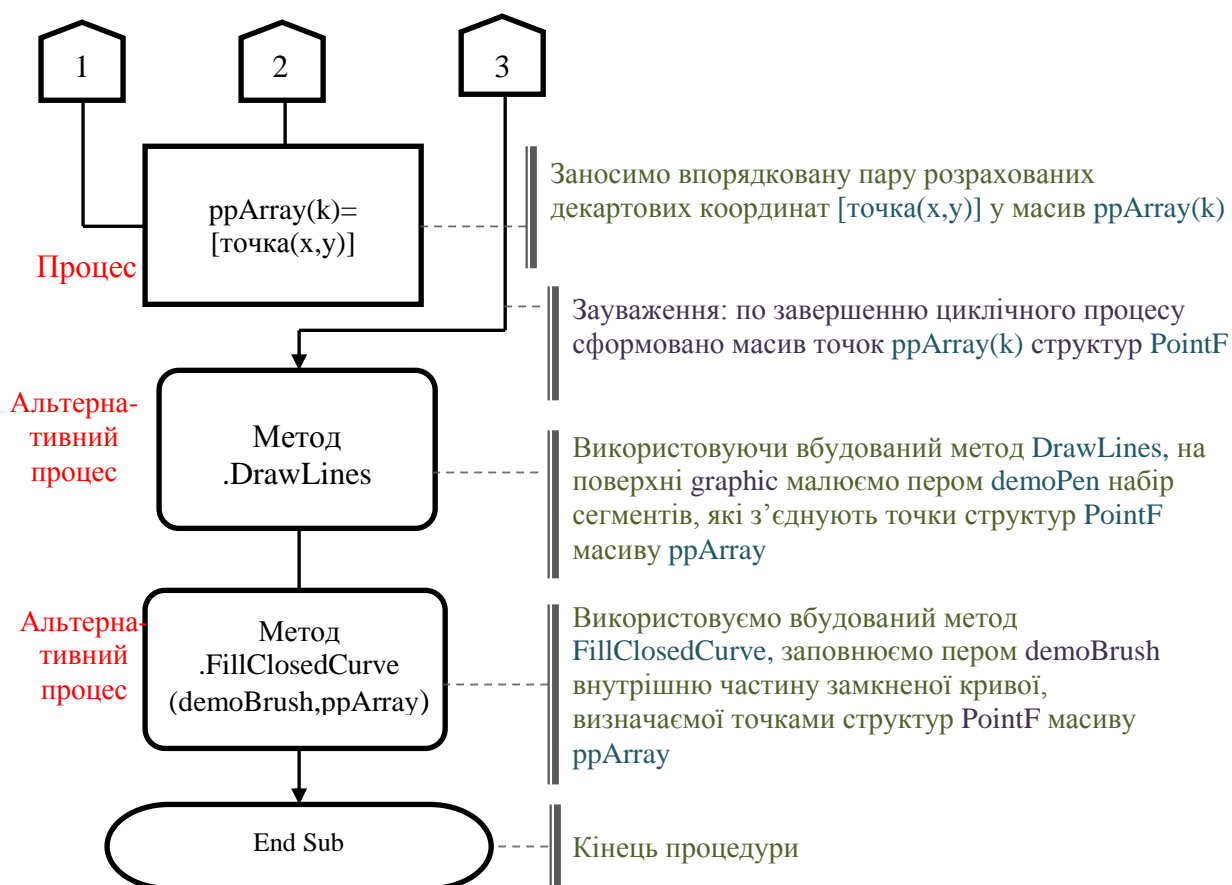 1
2
3
ppArray(k)=
[точка(x,y)]
Процес
Заносимо впорядковану пару розрахованих
декартових координат [точка(x,y)] у масив ppArray(k)
Зауваження: по завершенню циклічного процесу
сформовано масив точок ppArray(k) структур PointF
Альтерна-
тивний
процес
Метод
.DrawLines
Використовуючи вбудований метод DrawLines, на
поверхні graphic малюємо пером demoPen набір
сегментів, які з’єднують точки структур PointF
масиву ppArray
Альтерна-
тивний
процес
Метод
.FillClosedCurve
(demoBrush,ppArray)
Використовуємо вбудований метод
FillClosedCurve, заповнюємо пером demoBrush
внутрішню частину замкненої кривої,
визначаємої точками структур PointF масиву
ppArray
End Sub
Кінець процедури